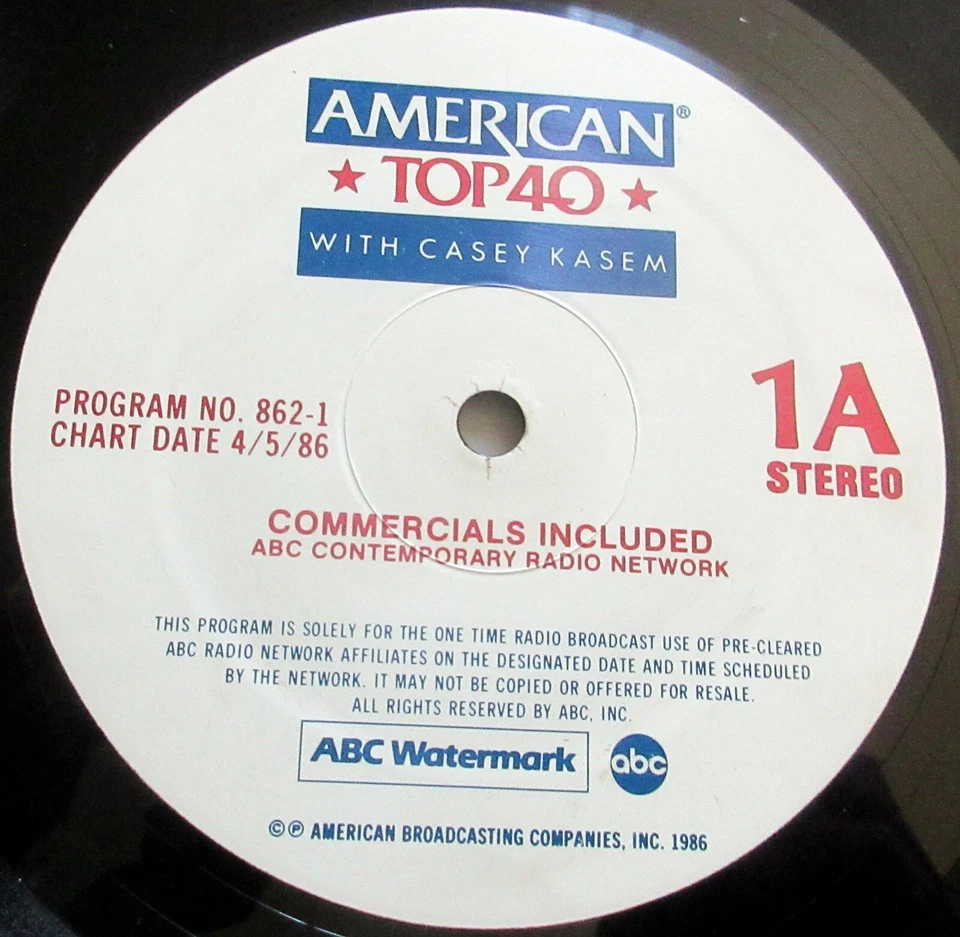 AMERICAN®
★ TOP 40 ★
WITH CASEY KASEM
PROGRAM NO. 862-1
CHART DATE 4/5/86
1A
STEREO
COMMERCIALS INCLUDED
ABC CONTEMPORARY RADIO NETWORK
THIS PROGRAM IS SOLELY FOR THE ONE TIME RADIO BROADCAST USE OF PRE-CLEARED
ABC RADIO NETWORK AFFILIATES ON THE DESIGNATED DATE AND TIME SCHEDULED
BY THE NETWORK. IT MAY NOT BE COPIED OR OFFERED FOR RESALE.
ALL RIGHTS RESERVED BY ABC, INC.
ABC Watermark abc
©℗ AMERICAN BROADCASTING COMPANIES, INC. 1986